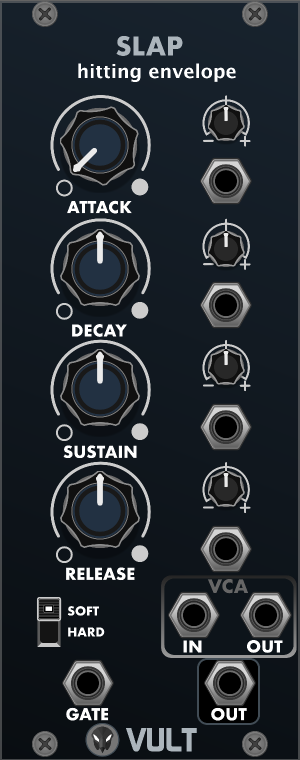 SLAP
hitting envelope
ATTACK
DECAY
SUSTAIN
RELEASE
SOFT
HARD
VCA
IN OUT
GATE OUT
VULT